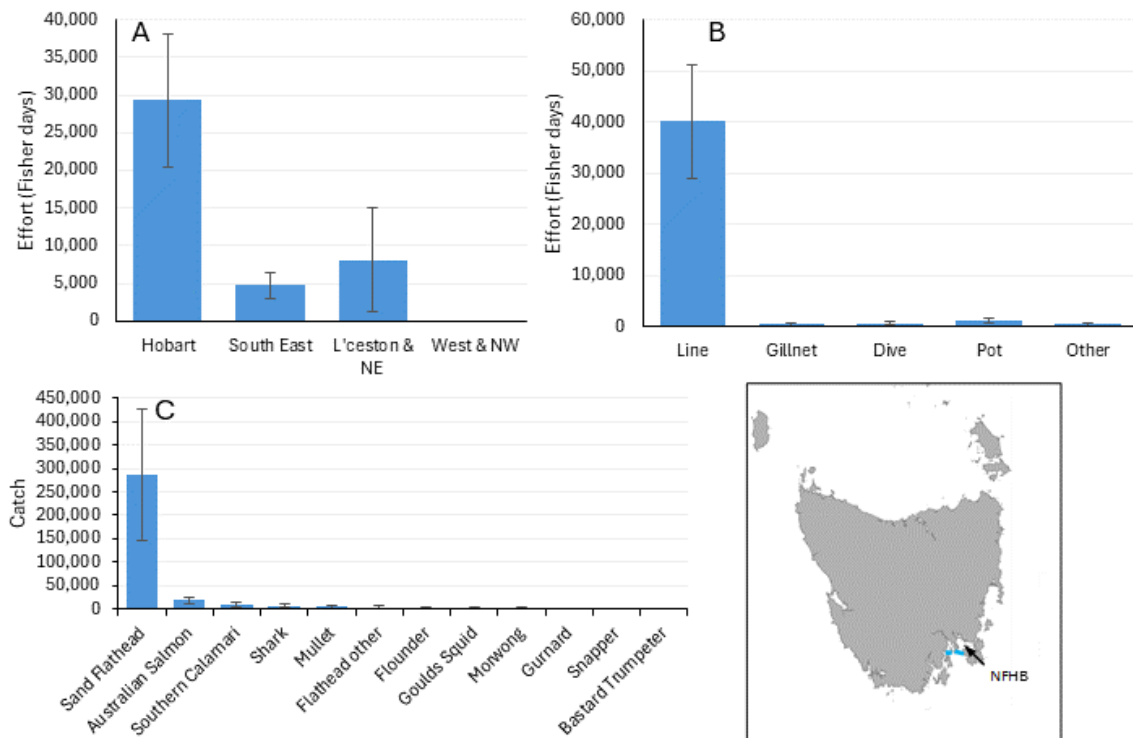 A
Effort (Fisher days)
40,000
35,000
30,000
25,000
20,000
15,000
10,000
5,000
0
Hobart
South East
L'ceston &
NE
West & NW
B
Effort (Fisher days)
60,000
50,000
40,000
30,000
20,000
10,000
0
Line
Gillnet
Dive
Pot
Other
C
Catch
450,000
400,000
350,000
300,000
250,000
200,000
150,000
100,000
50,000
0
Sand Flathead
Australian Salmon
Southern Calamari
Shark
Mullet
Flathead other
Flounder
Goulds Squid
Morwong
Gurnard
Snapper
Bastard Trumpeter
NFHB